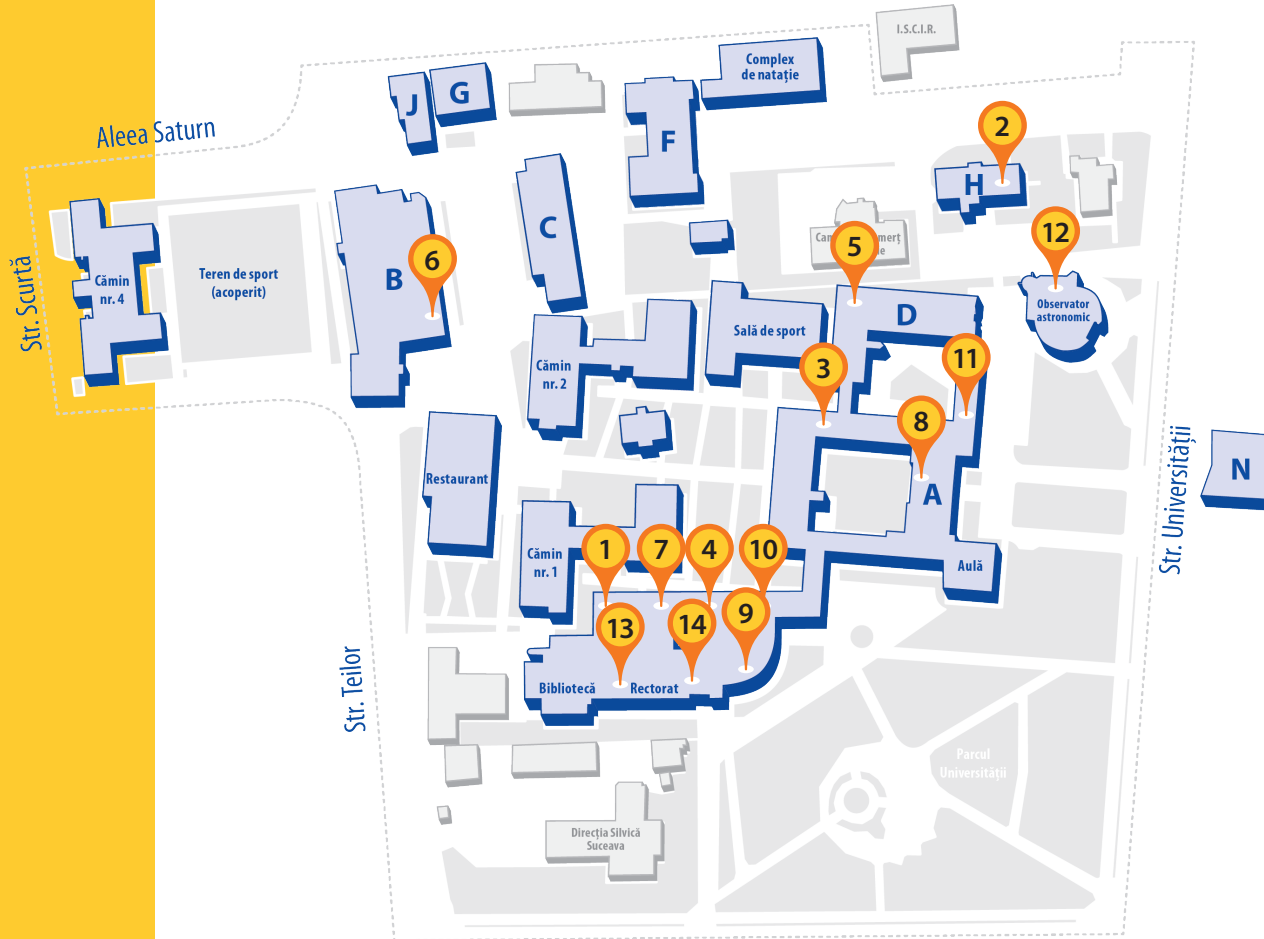 I.S.C.I.R.
Complex
de natație
J
G
F
2
Aleea Saturn
H
C
12
5
6
B
Teren de sport
(acoperit)
Cămin
nr. 4
Str. Scurtă
Observator
astronomic
D
Sală de sport
11
3
Cămin
nr. 2
8
A
N
Restaurant
Str. Universității
1
7
4
10
Cămin
nr. 1
Aulă
13
14
9
Bibliotecă
Rectorat
Str. Teilor
Parcul
Universității
Direcția Silvică
Suceava